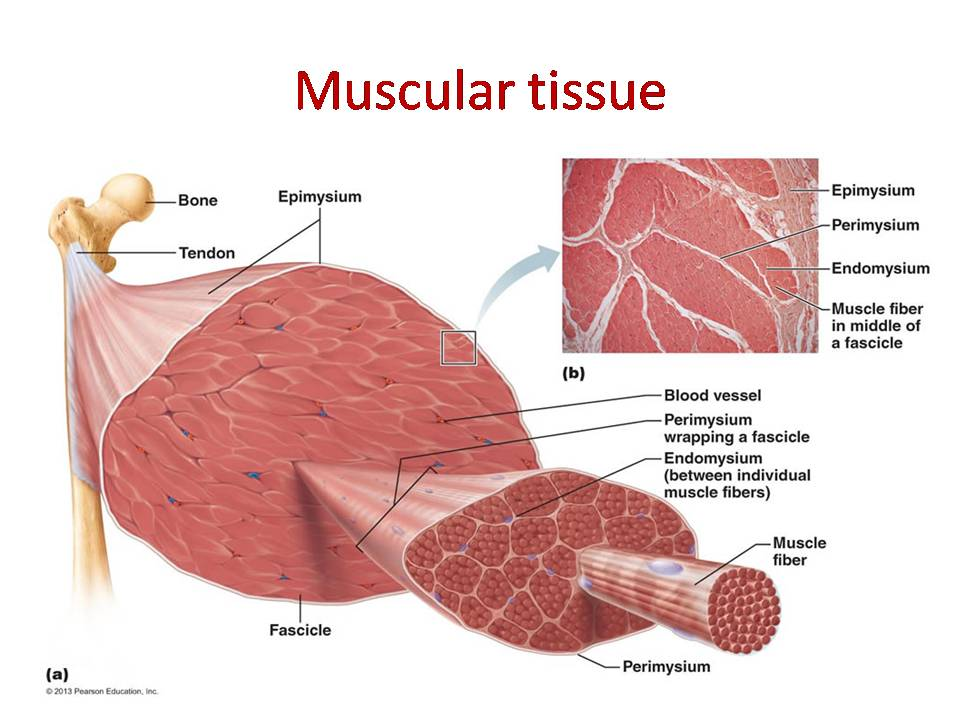 Muscular tissue
Bone
Epimysium
Tendon
Epimysium
Perimysium
Endomysium
Muscle fiber
in middle of
a fascicle
(b)
Blood vessel
Perimysium
wrapping a fascicle
Endomysium
(between individual
muscle fibers)
Muscle
fiber
Fascicle
Perimysium
(a)
© 2013 Pearson Education, Inc.